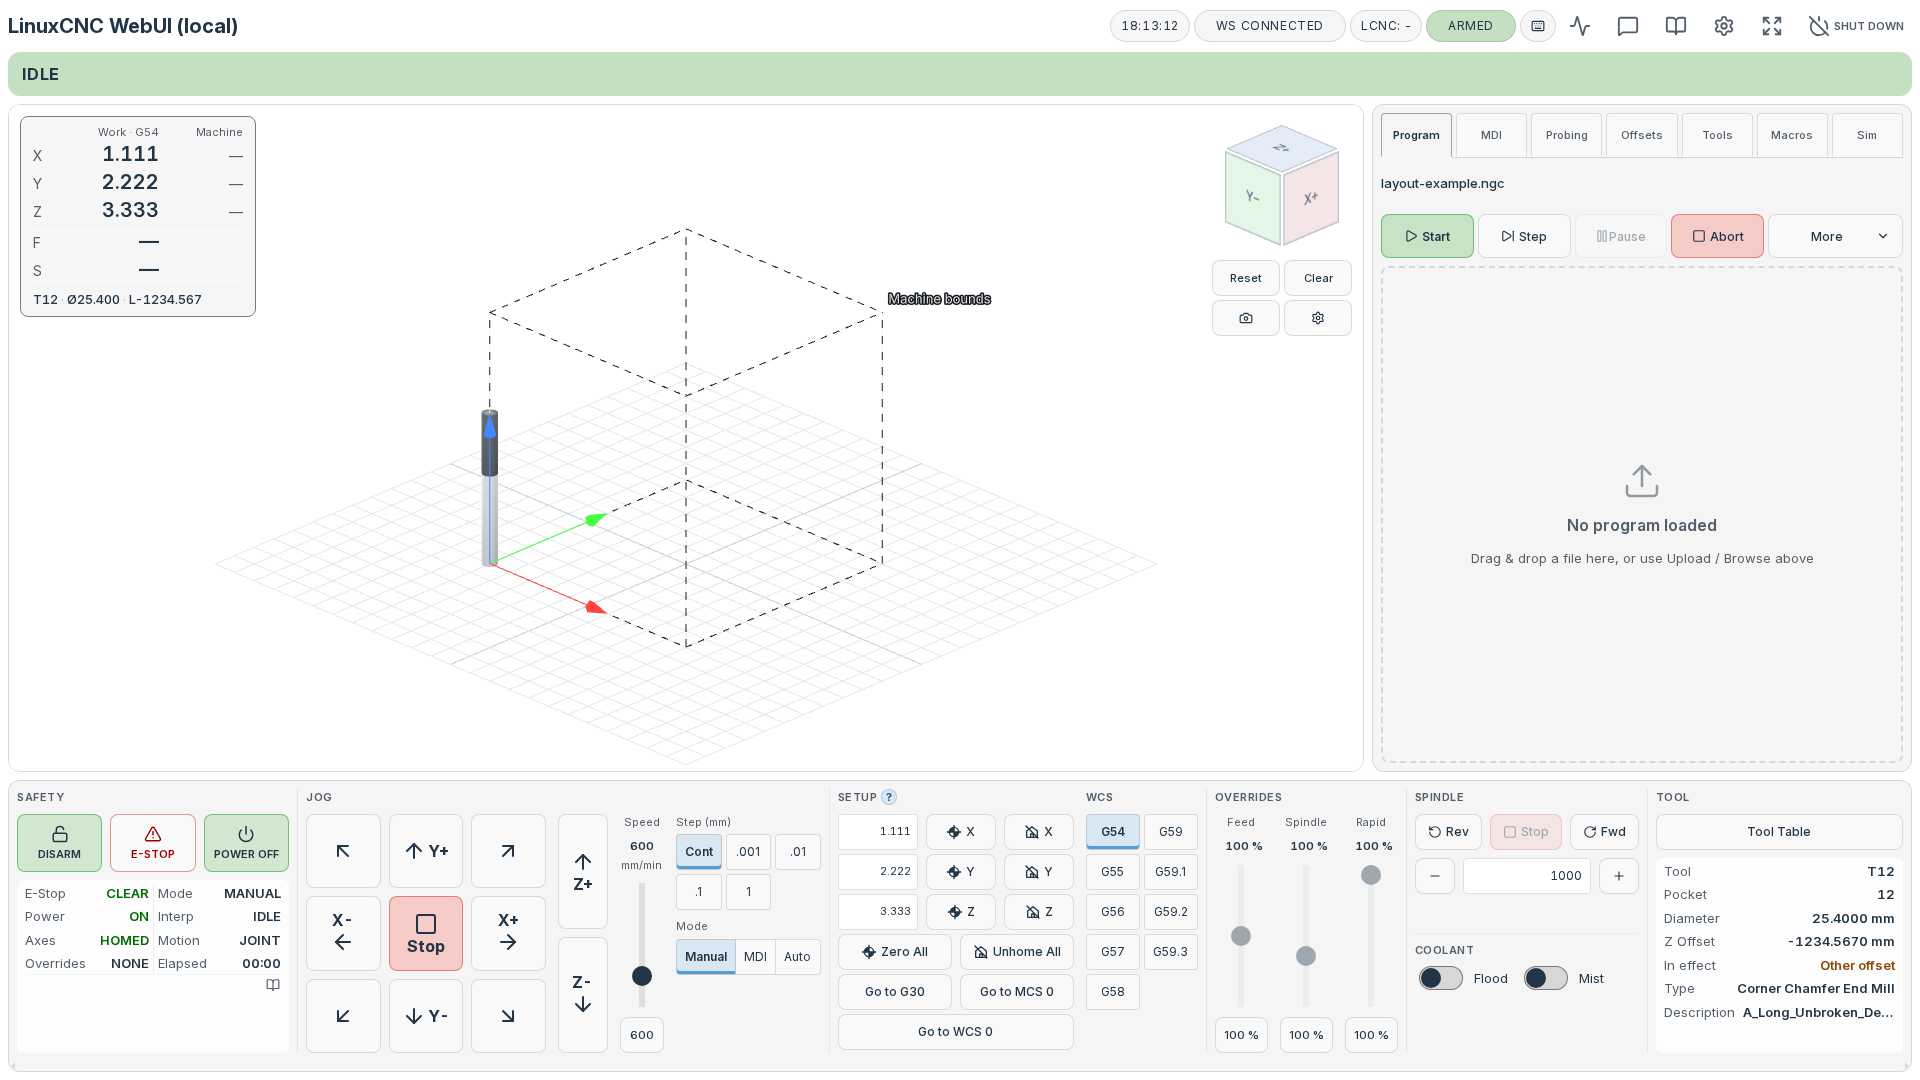 LinuxCNC WebUI (local)
18:13:12
WS CONNECTED
LCNC: -
ARMED
SHUT DOWN
IDLE
Work · G54 Machine
X 1.111 —
Y 2.222 —
Z 3.333 —
F —
S —
T12 · Ø25.400 · L-1234.567
Machine bounds
Z+
Y-
X+
Reset
Clear
Program
MDI
Probing
Offsets
Tools
Macros
Sim
layout-example.ngc
Start
Step
Pause
Abort
More
No program loaded
Drag & drop a file here, or use Upload / Browse above
SAFETY
DISARM
E-STOP
POWER OFF
E-Stop CLEAR Mode MANUAL
Power ON Interp IDLE
Axes HOMED Motion JOINT
Overrides NONE Elapsed 00:00
JOG
Y+
X-
Stop
X+
Y-
Z+
Z-
Speed
600
mm/min
600
Step (mm)
Cont
.001
.01
.1
1
Mode
Manual
MDI
Auto
SETUP ?
1.111 X X
2.222 Y Y
3.333 Z Z
Zero All
Unhome All
Go to G30
Go to MCS 0
Go to WCS 0
WCS
G54 G59
G55 G59.1
G56 G59.2
G57 G59.3
G58
OVERRIDES
Feed Spindle Rapid
100 % 100 % 100 %
100 % 100 % 100 %
SPINDLE
Rev
Stop
Fwd
− 1000 +
COOLANT
Flood
Mist
TOOL
Tool Table
Tool T12
Pocket 12
Diameter 25.4000 mm
Z Offset -1234.5670 mm
In effect Other offset
Type Corner Chamfer End Mill
Description A_Long_Unbroken_De...